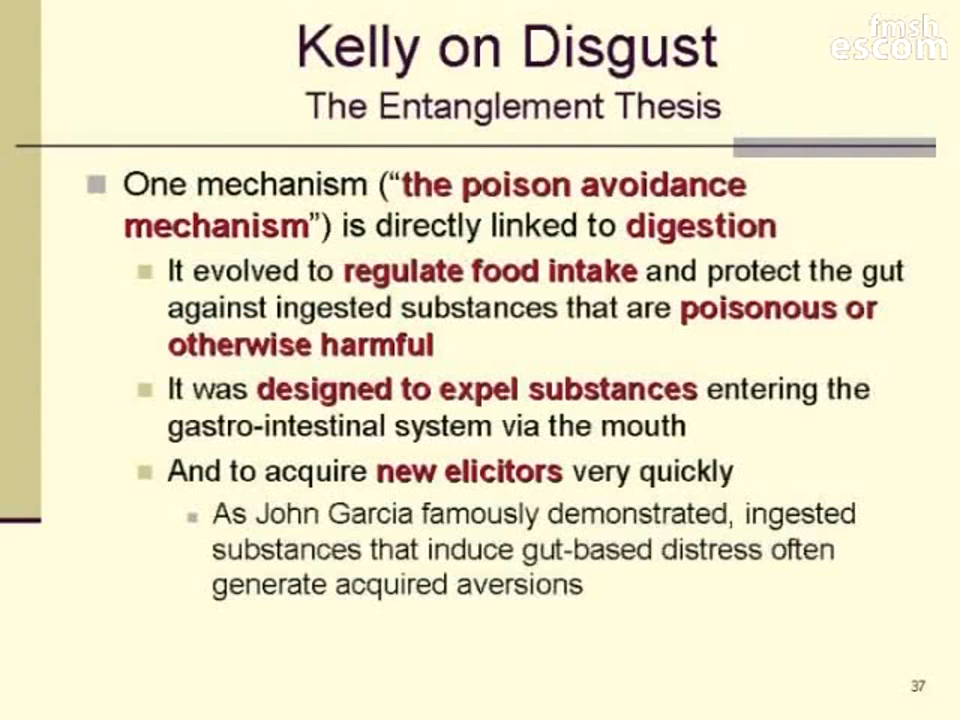 fmsh
escom
Kelly on Disgust
The Entanglement Thesis
One mechanism (“the poison avoidance
mechanism”) is directly linked to digestion
It evolved to regulate food intake and protect the gut
against ingested substances that are poisonous or
otherwise harmful
It was designed to expel substances entering the
gastro-intestinal system via the mouth
And to acquire new elicitors very quickly
As John Garcia famously demonstrated, ingested
substances that induce gut-based distress often
generate acquired aversions
37